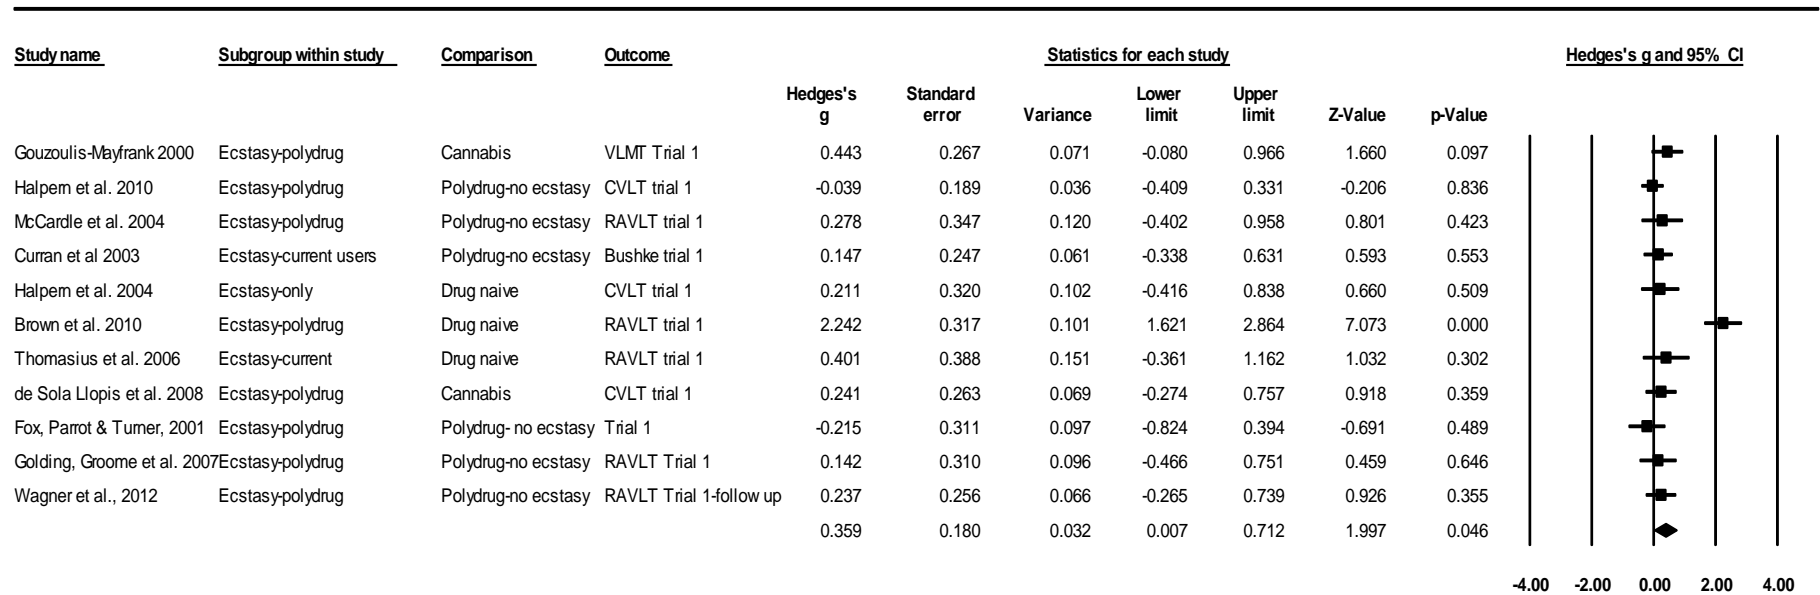 Study name Subgroup within study Comparison Outcome Statistics for each study Hedges's g and 95% CI
Hedges's g Standard error Variance Lower limit Upper limit Z-Value p-Value
Gouzoulis-Mayfrank 2000 Ecstasy-polydrug Cannabis VLMT Trial 1 0.443 0.267 0.071 -0.080 0.966 1.660 0.097
Halpern et al. 2010 Ecstasy-polydrug Polydrug-no ecstasy CVLT trial 1 -0.039 0.189 0.036 -0.409 0.331 -0.206 0.836
McCardle et al. 2004 Ecstasy-polydrug Polydrug-no ecstasy RAVLT trial 1 0.278 0.347 0.120 -0.402 0.958 0.801 0.423
Curran et al 2003 Ecstasy-current users Polydrug-no ecstasy Bushke trial 1 0.147 0.247 0.061 -0.338 0.631 0.593 0.553
Halpern et al. 2004 Ecstasy-only Drug naive CVLT trial 1 0.211 0.320 0.102 -0.416 0.838 0.660 0.509
Brown et al. 2010 Ecstasy-polydrug Drug naive RAVLT trial 1 2.242 0.317 0.101 1.621 2.864 7.073 0.000
Thomasius et al. 2006 Ecstasy-current Drug naive RAVLT trial 1 0.401 0.388 0.151 -0.361 1.162 1.032 0.302
de Sola Llopis et al. 2008 Ecstasy-polydrug Cannabis CVLT trial 1 0.241 0.263 0.069 -0.274 0.757 0.918 0.359
Fox, Parrot & Turner, 2001 Ecstasy-polydrug Polydrug- no ecstasy Trial 1 -0.215 0.311 0.097 -0.824 0.394 -0.691 0.489
Golding, Groome et al. 2007 Ecstasy-polydrug Polydrug-no ecstasy RAVLT Trial 1 0.142 0.310 0.096 -0.466 0.751 0.459 0.646
Wagner et al., 2012 Ecstasy-polydrug Polydrug-no ecstasy RAVLT Trial 1-follow up 0.237 0.256 0.066 -0.265 0.739 0.926 0.355
0.359 0.180 0.032 0.007 0.712 1.997 0.046
-4.00 -2.00 0.00 2.00 4.00